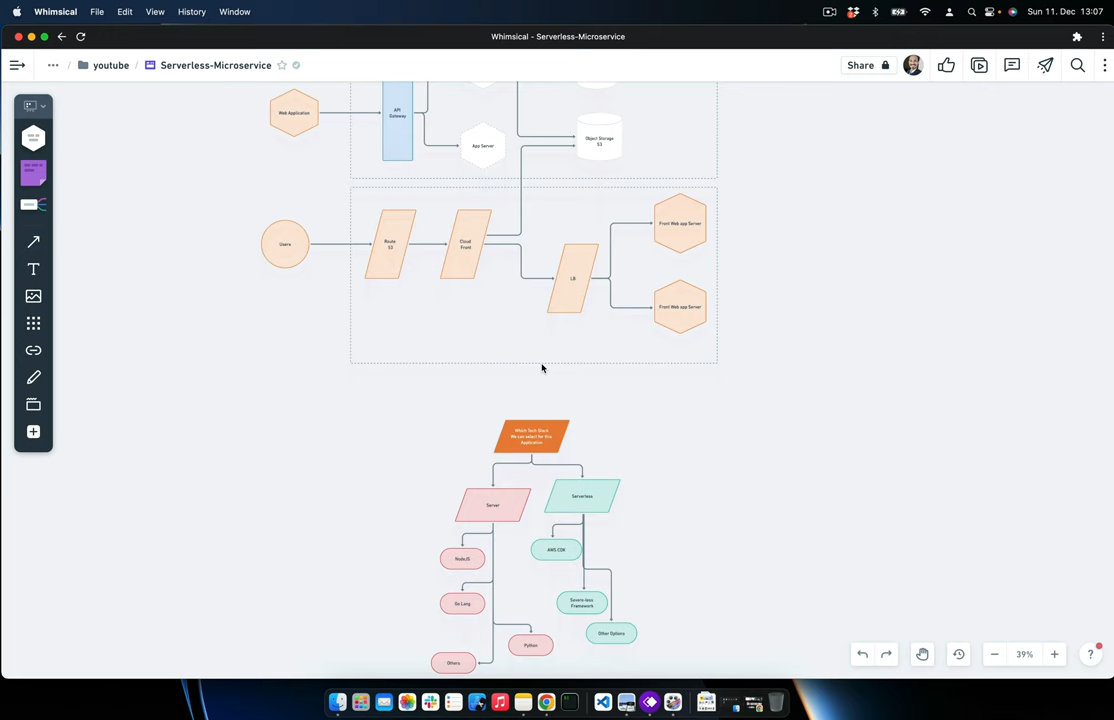 Whimsical File Edit View History Window
Sun 11. Dec 13:07
Whimsical - Serverless-Microservice
... / youtube / Serverless-Microservice
Share
Web Application
API
Gateway
App Server
Object Storage
S3
Users
Route
53
Cloud
Front
LB
Front Web app Server
Front Web app Server
Which Tech Stack
We can select for this
Application
Server
Serverless
NodeJS
AWS CDK
Go Lang
Severe-less
Framework
Python
Other Options
Others
39%